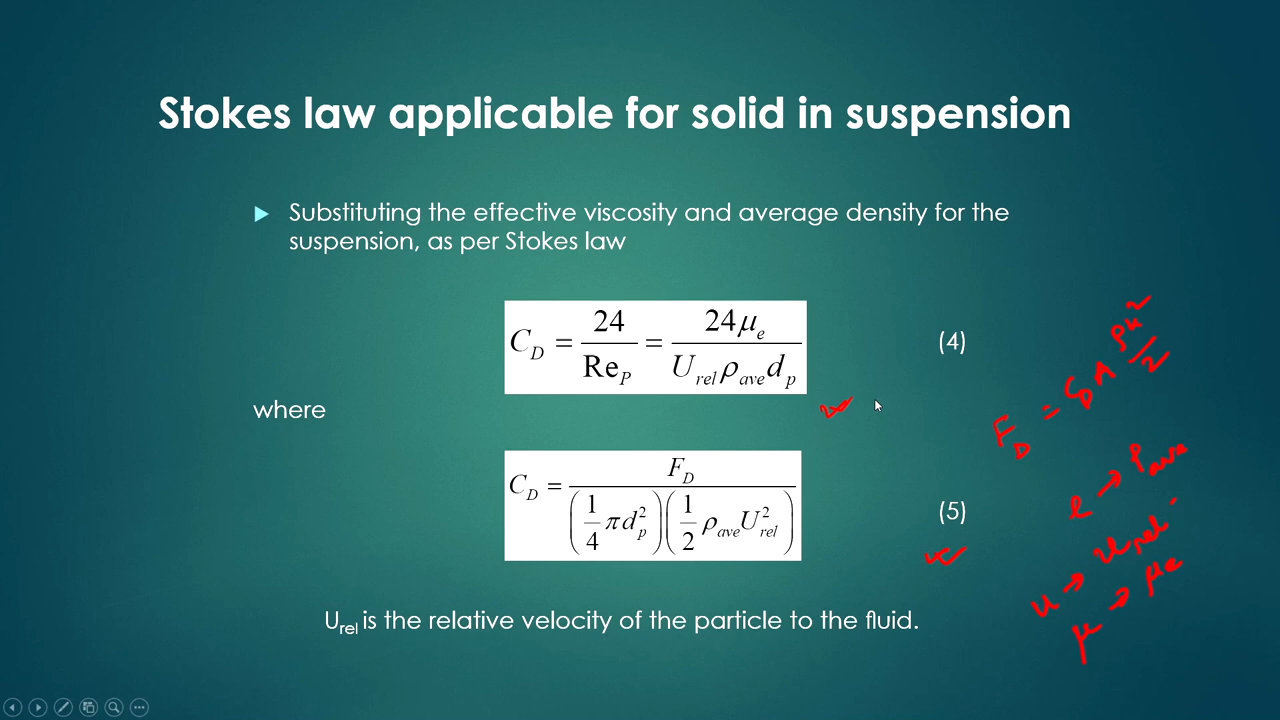 Stokes law applicable for solid in suspension
Substituting the effective viscosity and average density for the
suspension, as per Stokes law
C_D = 24 / Re_P = 24μ_e / (U_rel ρ_ave d_p) (4)
where
C_D = F_D / ((1/4 π d_p^2)(1/2 ρ_ave U_rel^2)) (5)
U_rel is the relative velocity of the particle to the fluid.
F_D = C_D A ρu^2/2
ρ → ρ_ave
u → u_rel
μ → μ_e